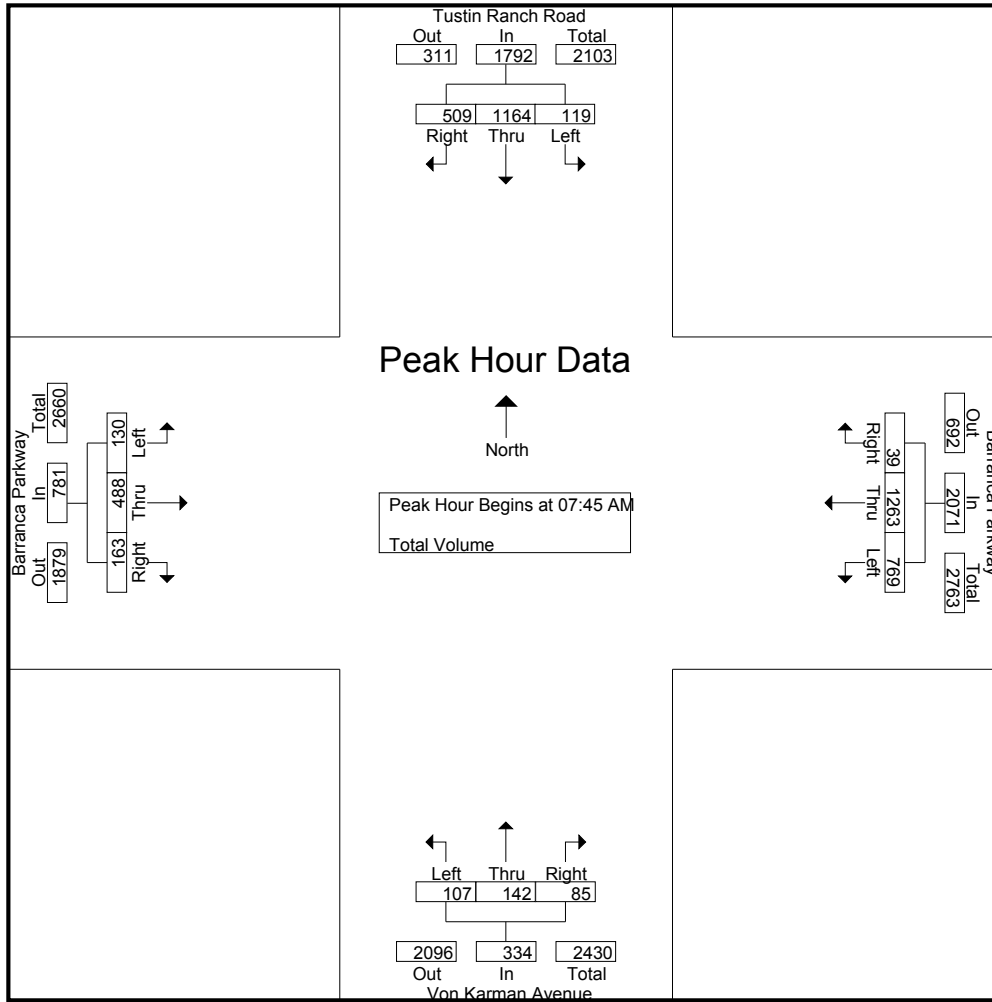 Tustin Ranch Road
Out In Total
311 1792 2103
509 1164 119
Right Thru Left
Peak Hour Data
North
Peak Hour Begins at 07:45 AM
Total Volume
Barranca Parkway
Out In Total
1879 781 2660
163 488 130
Right Thru Left
Barranca Parkway
Out In Total
692 2071 2763
39 1263 769
Right Thru Left
Left Thru Right
107 142 85
2096 334 2430
Out In Total
Von Karman Avenue